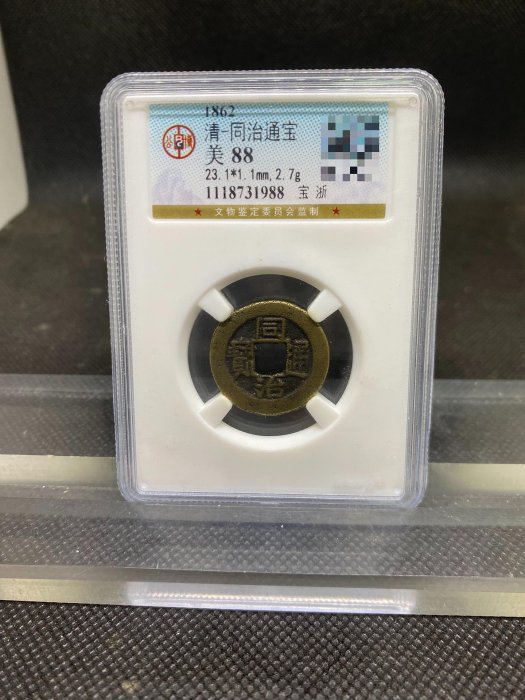 1862
清-同治通宝
美 88
23.1*1.1mm, 2.7g
1118731988 宝 浙
★ 文物鉴定委员会监制 ★
同治通寶